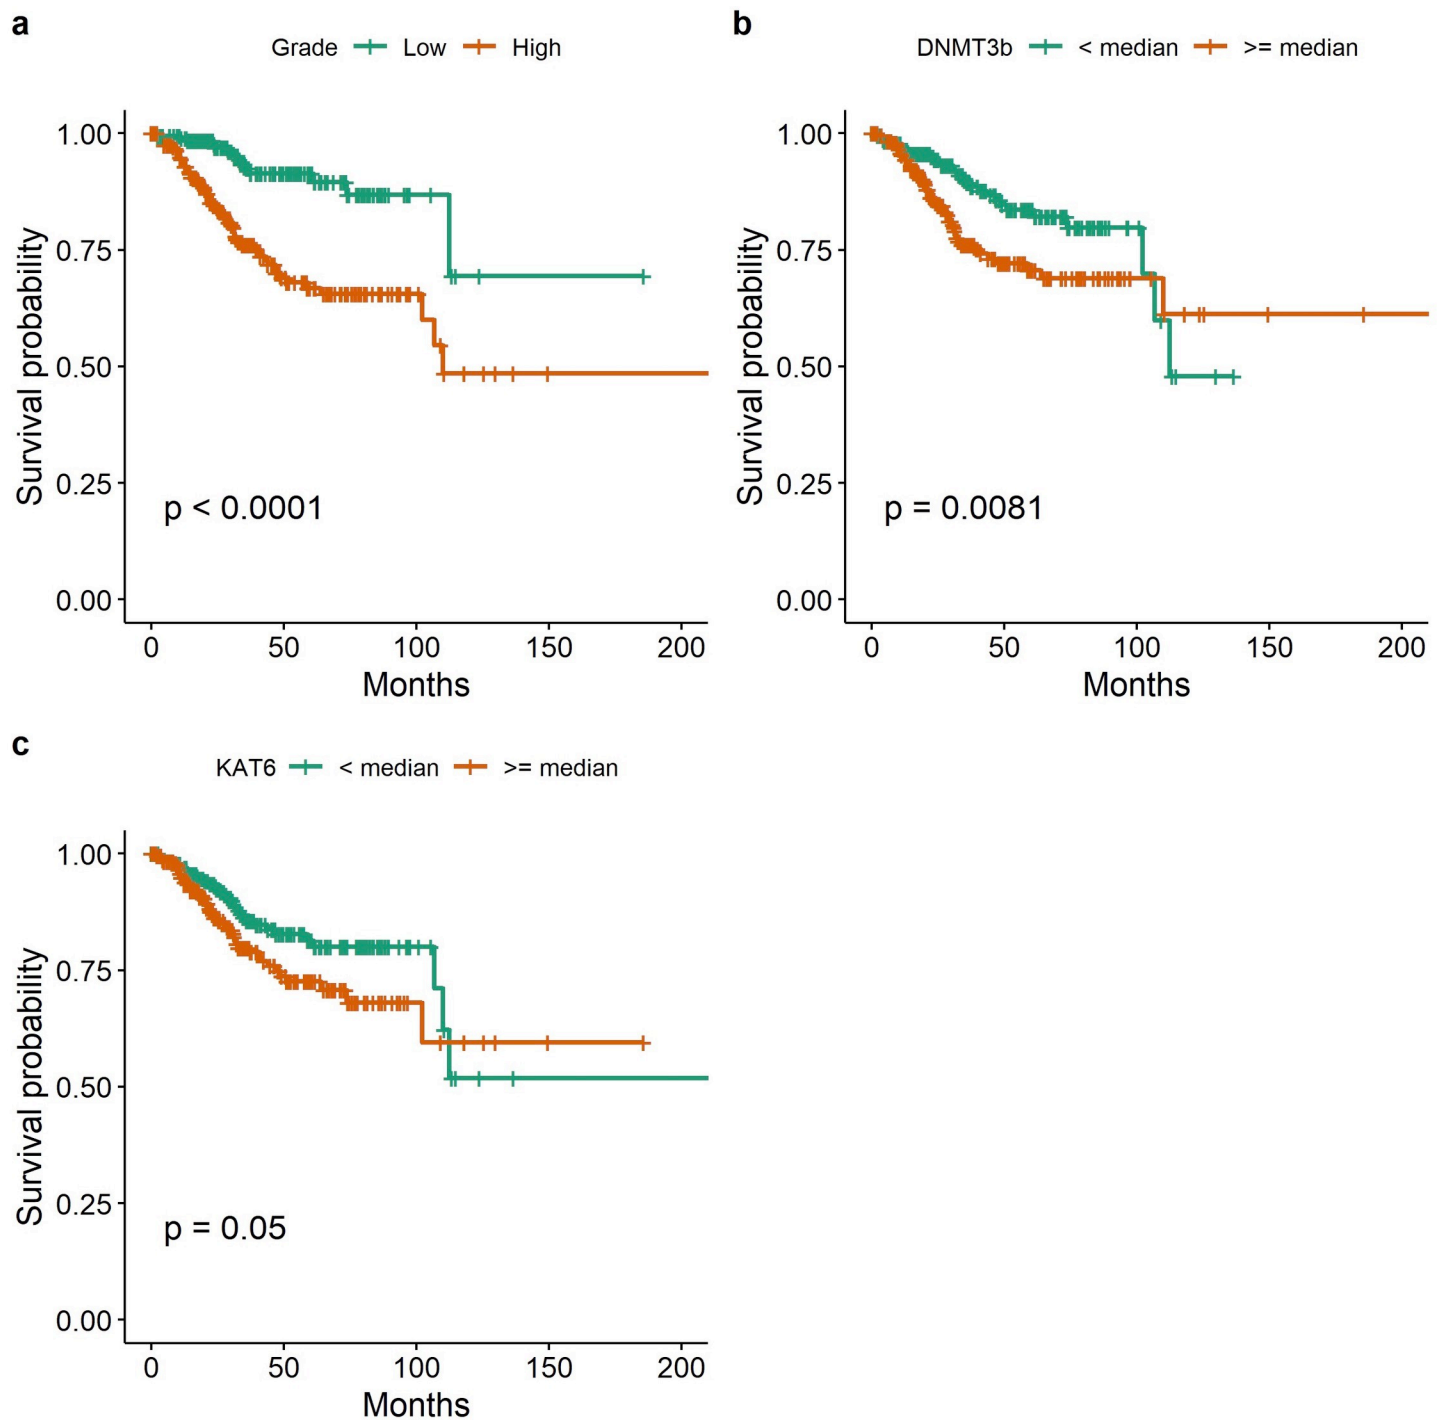 a
Grade Low High
Survival probability
1.00
0.75
0.50
0.25
0.00
p < 0.0001
0 50 100 150 200
Months
b
DNMT3b < median >= median
Survival probability
1.00
0.75
0.50
0.25
0.00
p = 0.0081
0 50 100 150 200
Months
c
KAT6 < median >= median
Survival probability
1.00
0.75
0.50
0.25
0.00
p = 0.05
0 50 100 150 200
Months